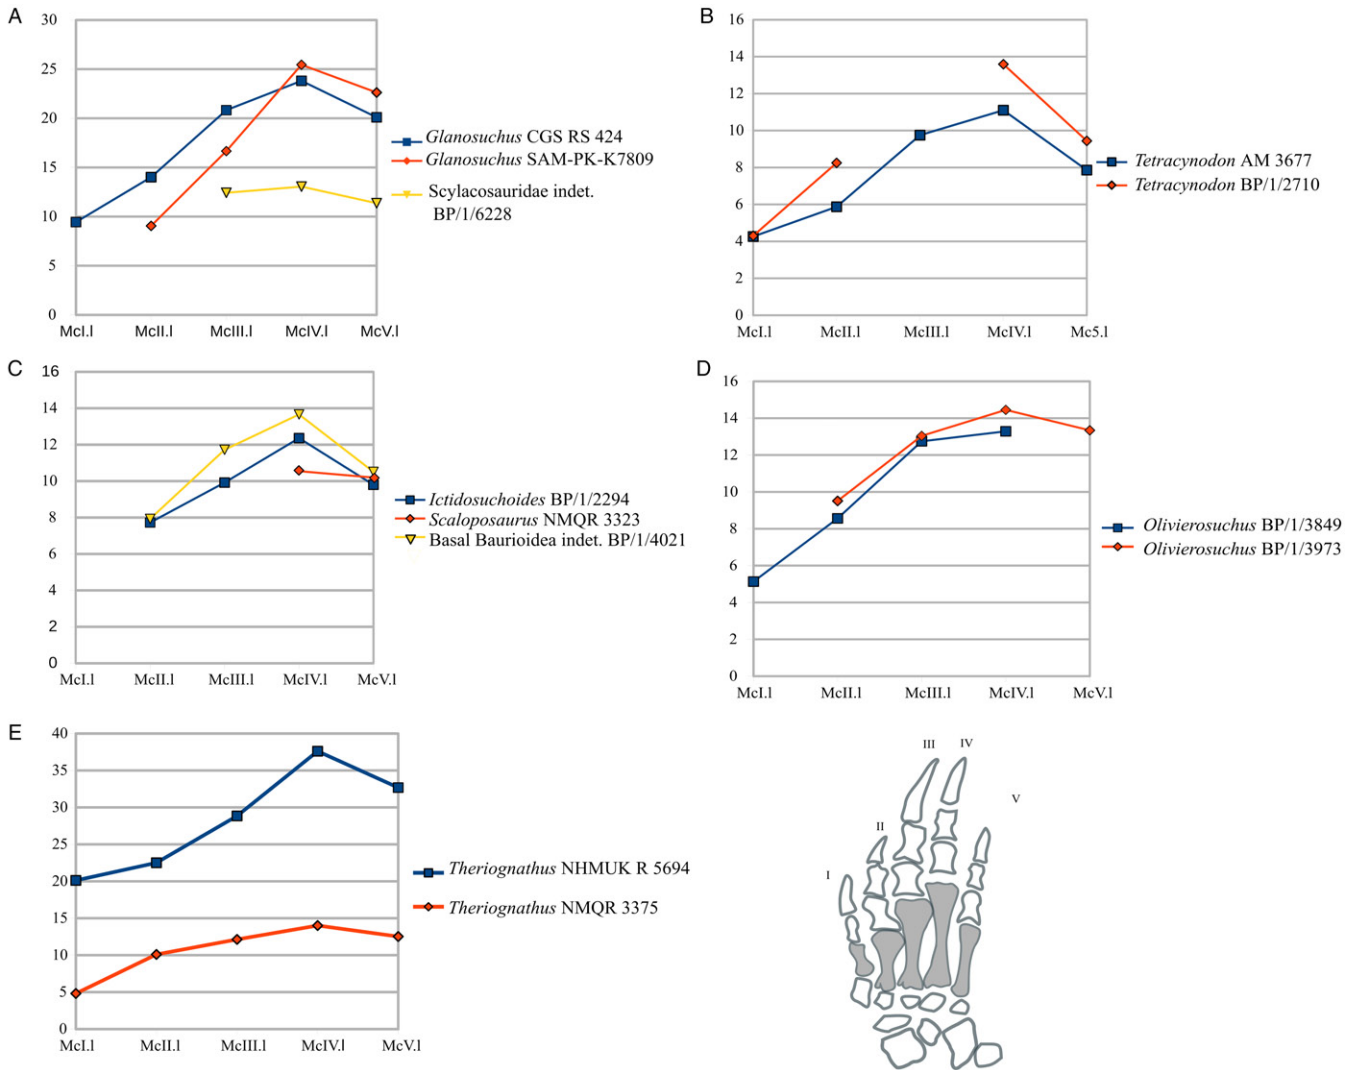 A
30
25
20
15
10
5
0
McI.l McII.l McIII.l McIV.l McV.l
Glanosuchus CGS RS 424
Glanosuchus SAM-PK-K7809
Scylacosauridae indet.
BP/1/6228
B
16
14
12
10
8
6
4
2
0
McI.l McII.l McIII.l McIV.l Mc5.l
Tetracynodon AM 3677
Tetracynodon BP/1/2710
C
16
14
12
10
8
6
4
2
0
McI.l McII.l McIII.l McIV.l McV.l
Ictidosuchoides BP/1/2294
Scaloposaurus NMQR 3323
Basal Baurioidea indet. BP/1/4021
D
16
14
12
10
8
6
4
2
0
McI.l McII.l McIII.l McIV.l McV.l
Olivierosuchus BP/1/3849
Olivierosuchus BP/1/3973
E
40
35
30
25
20
15
10
5
0
McI.l McII.l McIII.l McIV.l McV.l
Theriognathus NHMUK R 5694
Theriognathus NMQR 3375
III IV
V
II
I